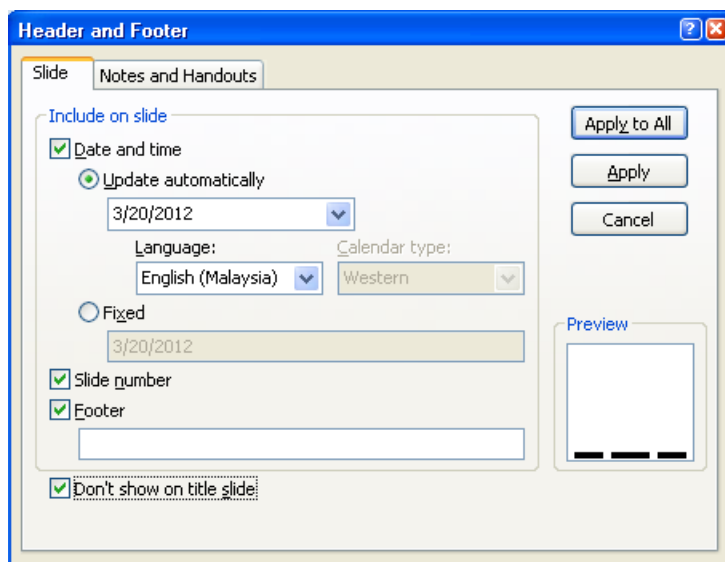 Header and Footer
Slide
Notes and Handouts
Include on slide
Date and time
Update automatically
3/20/2012
Language:
Calendar type:
English (Malaysia)
Western
Fixed
3/20/2012
Slide number
Footer
Don't show on title slide
Apply to All
Apply
Cancel
Preview